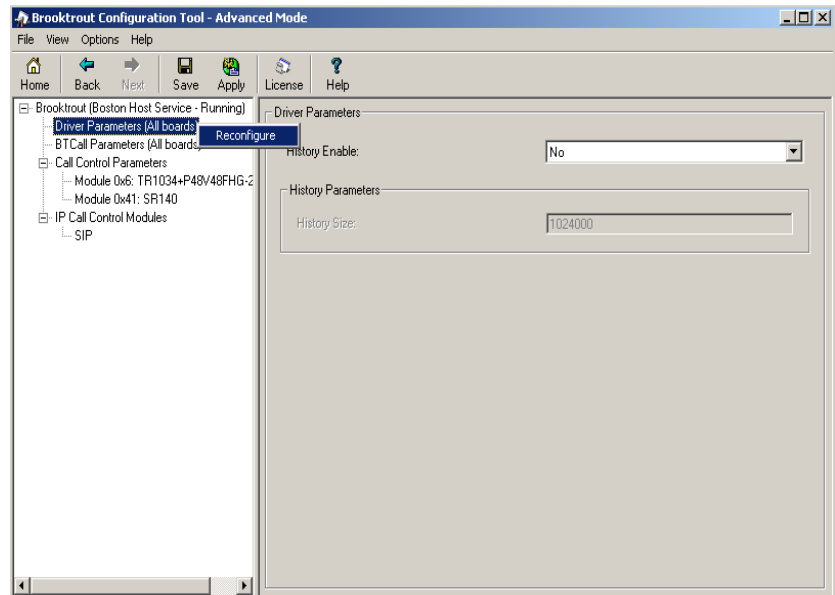 Brooktrout Configuration Tool - Advanced Mode
File View Options Help
Home Back Next Save Apply License Help
Brooktrout (Boston Host Service - Running)
Driver Parameters (All boards)
Reconfigure
BTCall Parameters (All boards)
Call Control Parameters
Module 0x6: TR1034+P48V48FHG-2
Module 0x41: SR140
IP Call Control Modules
SIP
Driver Parameters
History Enable: No
History Parameters
History Size: 1024000